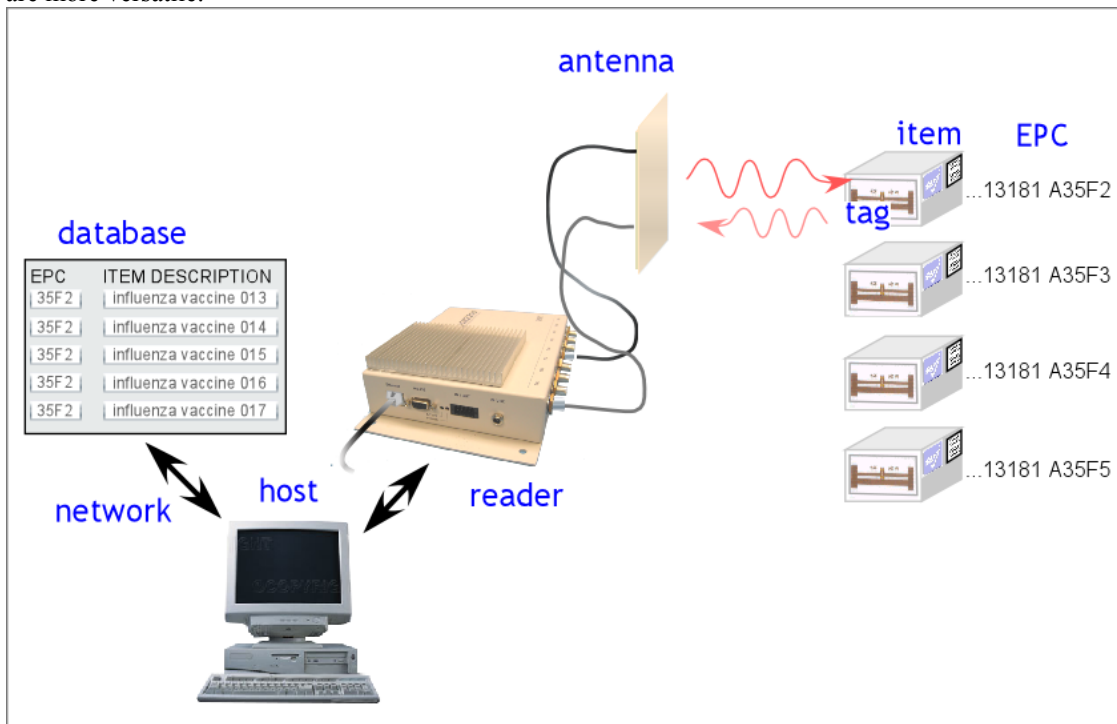 antenna
item EPC
...13181 A35F2
tag
database
EPC ITEM DESCRIPTION
35F2 influenza vaccine 013
35F2 influenza vaccine 014
35F2 influenza vaccine 015
35F2 influenza vaccine 016
35F2 influenza vaccine 017
...13181 A35F3
...13181 A35F4
...13181 A35F5
host
reader
network